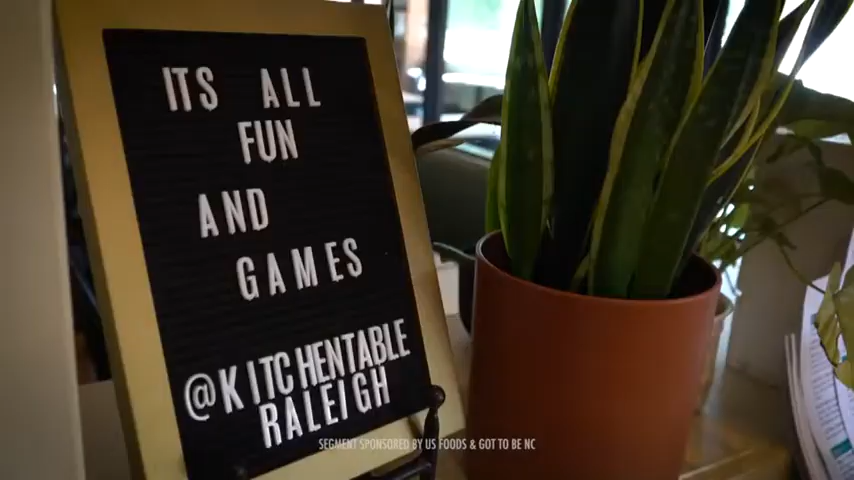 ITS ALL
FUN
AND
GAMES
@KITCHENTABLE
RALEIGH
SEGMENT SPONSORED BY US FOODS & GOT TO BE NC